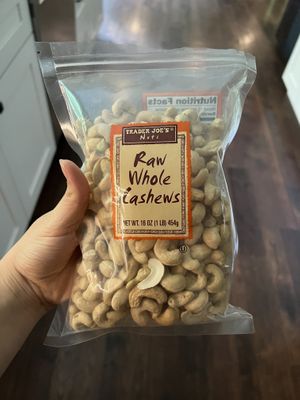 Nutrition Facts
TRADER JOE'S®
Nuts
Raw
Whole
Cashews
NET WT. 16 OZ (1 LB) 454g